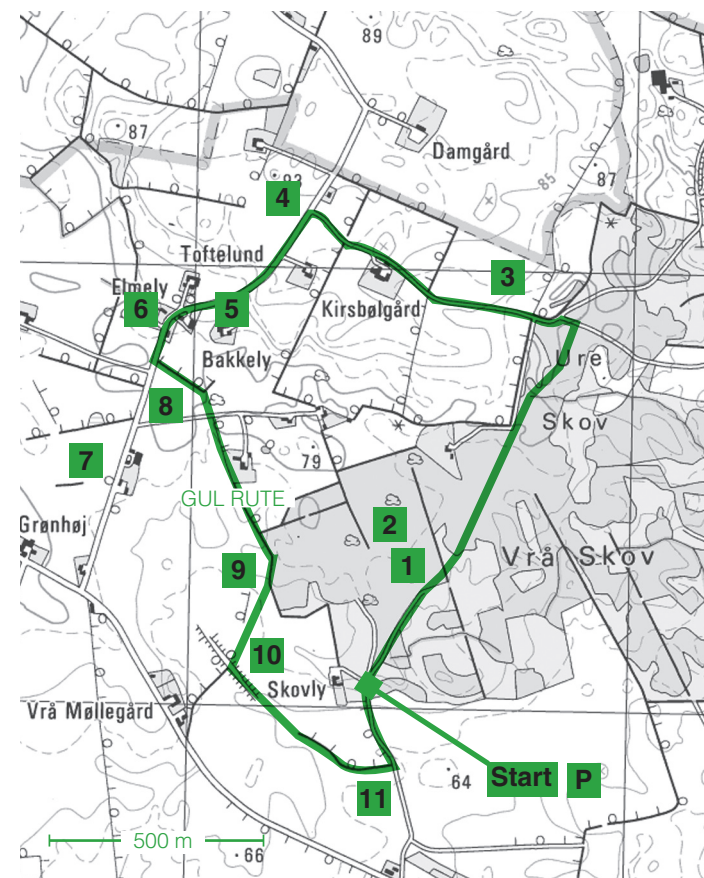 89
87
Damgård
93
85
87
4
Toftelund
3
Elmely
6
5
Kirsbølgård
Bakkely
Ure
8
Skov
7
79
GUL RUTE
2
Grønhøj
1
Vrå Skov
9
10
Skovly
Vrå Møllegård
Start P
64
11
500 m
66